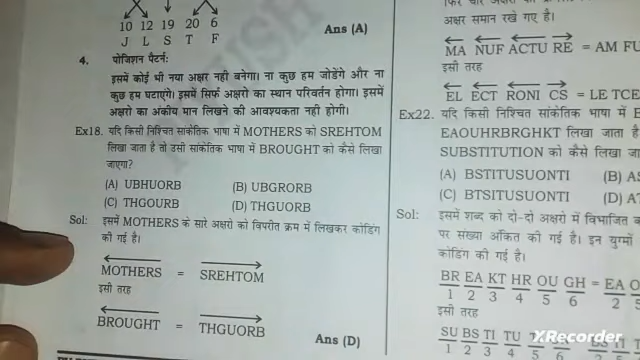 10 12 19 20 6
J L S T F
Ans (A)
4. पोजिशन पैटर्नः
इसमें कोई भी नया अक्षर नही बनेगा। ना कुछ हम जोडेंगे और ना
कुछ हम घटाएंगे। इसमें सिर्फ अक्षरो का स्थान परिवर्तन होगा। इसमें
अक्षरो का अंकीय मान लिखने की आवश्यकता नही होगी।
Ex18. यदि किसी निश्चित सांकेतिक भाषा में MOTHERS को SREHTOM
लिखा जाता है तो उसी सांकेतिक भाषा में BROUGHT को कैसे लिखा
जाएगा?
(A) UBHUORB (B) UBGRORB
(C) THGOURB (D) THGUORB
Sol: इसमें MOTHERS के सारे अक्षरो को विपरीत क्रम में लिखकर कोडिंग
की गई है।
MOTHERS = SREHTOM
इसी तरह
BROUGHT = THGUORB
Ans (D)
फिर चार
अक्षर समान रखे गए है।
MA NUF ACTU RE = AM FU
इसी तरह
EL ECT RONI CS = LE TCE
Ex22. यदि किसी निश्चित सांकेतिक भाषा में
EAOUHRBRGHKT लिखा जाता है
SUBSTITUTION को कैसे लिखा
(A) BSTITUSUONTI (B)
(C) BTSITUSUONTI (D)
Sol: इसमें शब्द को दो-दो अक्षरो में विभाजित
पर संख्या अंकित की गई है। इन युग्मों
कोडिंग की गई है।
BR EA KT HR OU GH = EA
1 2 3 4 5 6 2
इसी तरह
SU BS TI TU
1 2 3 4
XRecorder